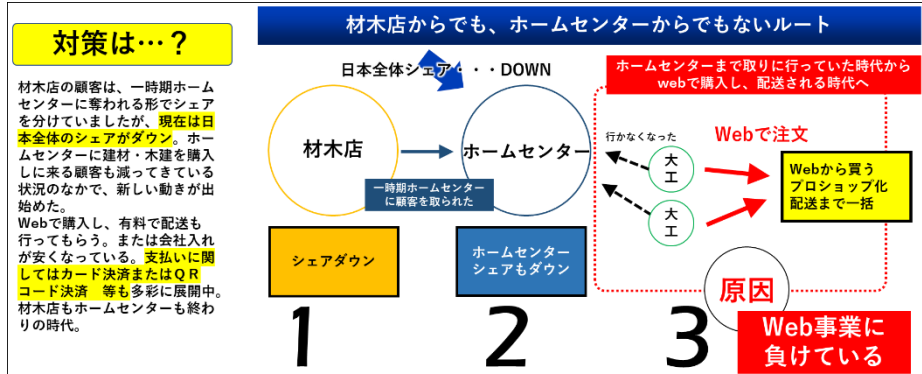 対策は…？
材木店の顧客は、一時期ホーム
センターに奪われる形でシェア
を分けていましたが、現在は日
本全体のシェアがダウン。ホー
ムセンターに建材・木建を購入
しに来る顧客も減ってきている
状況のなかで、新しい動きが出
始めた。
Webで購入し、有料で配送も
行ってもらう。または会社入れ
が安くなっている。支払いに関
してはカード決済またはＱＲ
コード決済　等も多彩に展開中。
材木店もホームセンターも終わ
りの時代。
材木店からでも、ホームセンターからでもないルート
日本全体シェア・・・DOWN
材木店
ホームセンター
一時期ホームセンター
に顧客を取られた
シェアダウン
ホームセンター
シェアもダウン
1
2
3
ホームセンターまで取りに行っていた時代から
webで購入し、配送される時代へ
行かなくなった
Webで注文
大
工
大
工
Webから買う
プロショップ化
配送まで一括
原因
Web事業に
負けている